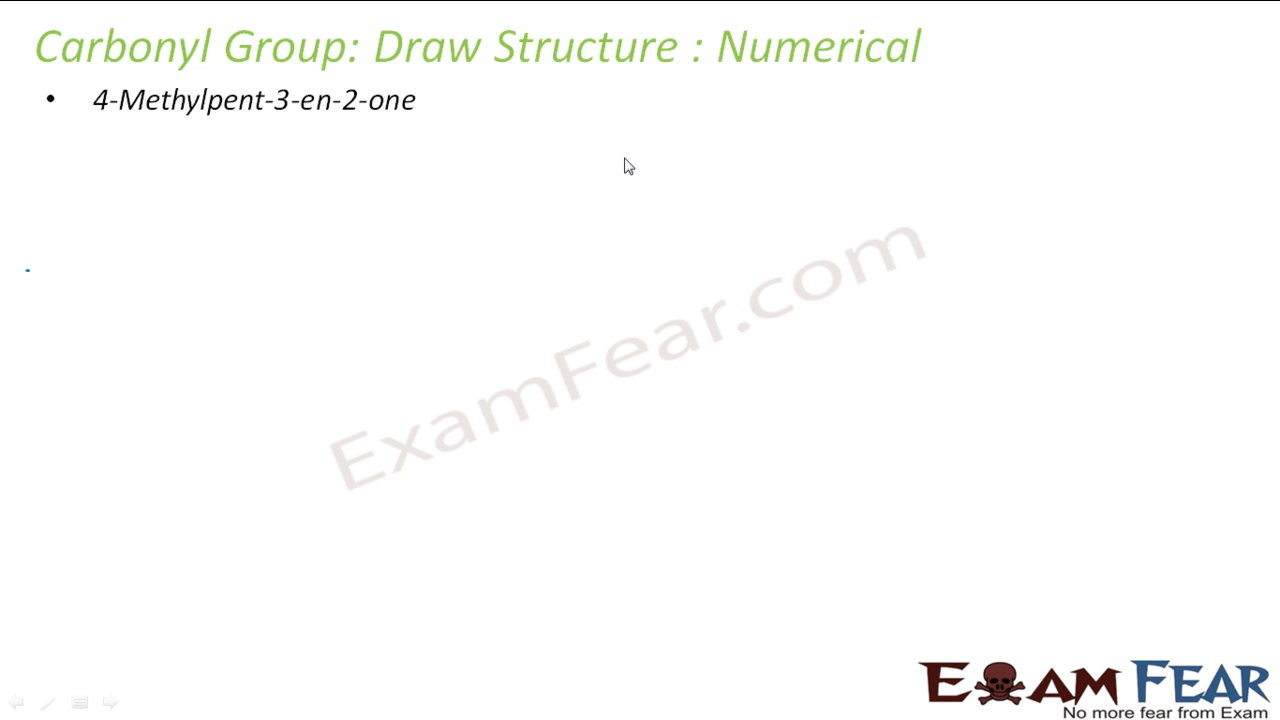 Carbonyl Group: Draw Structure : Numerical
• 4-Methylpent-3-en-2-one
ExamFear.com
EXAM FEAR
No more fear from Exam